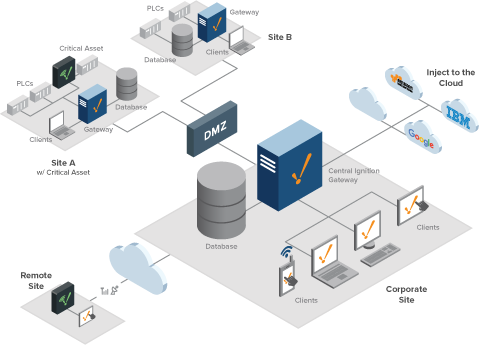 PLCs
Gateway
Site B
Clients
Database
Critical Asset
PLCs
Database
Gateway
Clients
Site A
w/ Critical Asset
DMZ
Inject to the
Cloud
IBM
Google
Central Ignition
Gateway
Database
Clients
Clients
Corporate
Site
Remote
Site